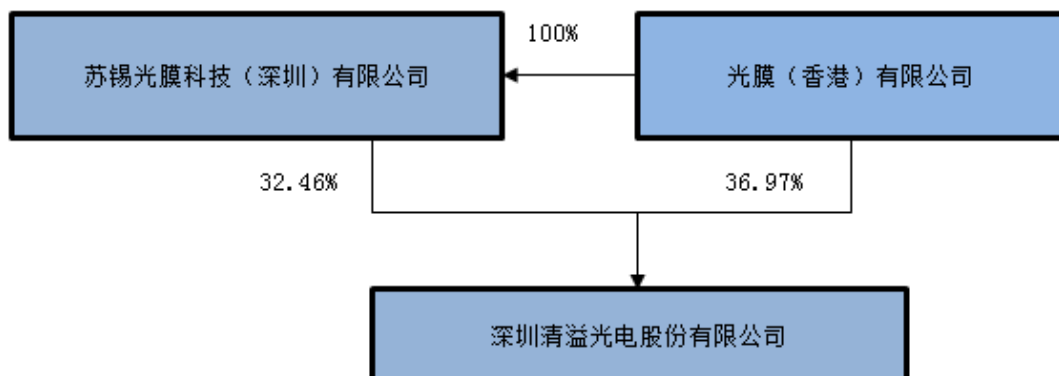 100%
苏锡光膜科技（深圳）有限公司
光膜（香港）有限公司
32.46%
36.97%
深圳清溢光电股份有限公司